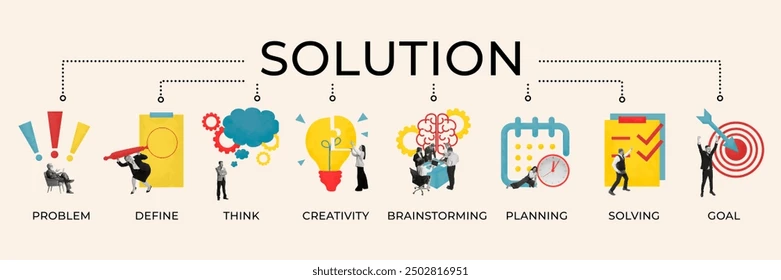 SOLUTION
PROBLEM
DEFINE
THINK
CREATIVITY
BRAINSTORMING
PLANNING
SOLVING
GOAL
shutterstock.com · 2502816951